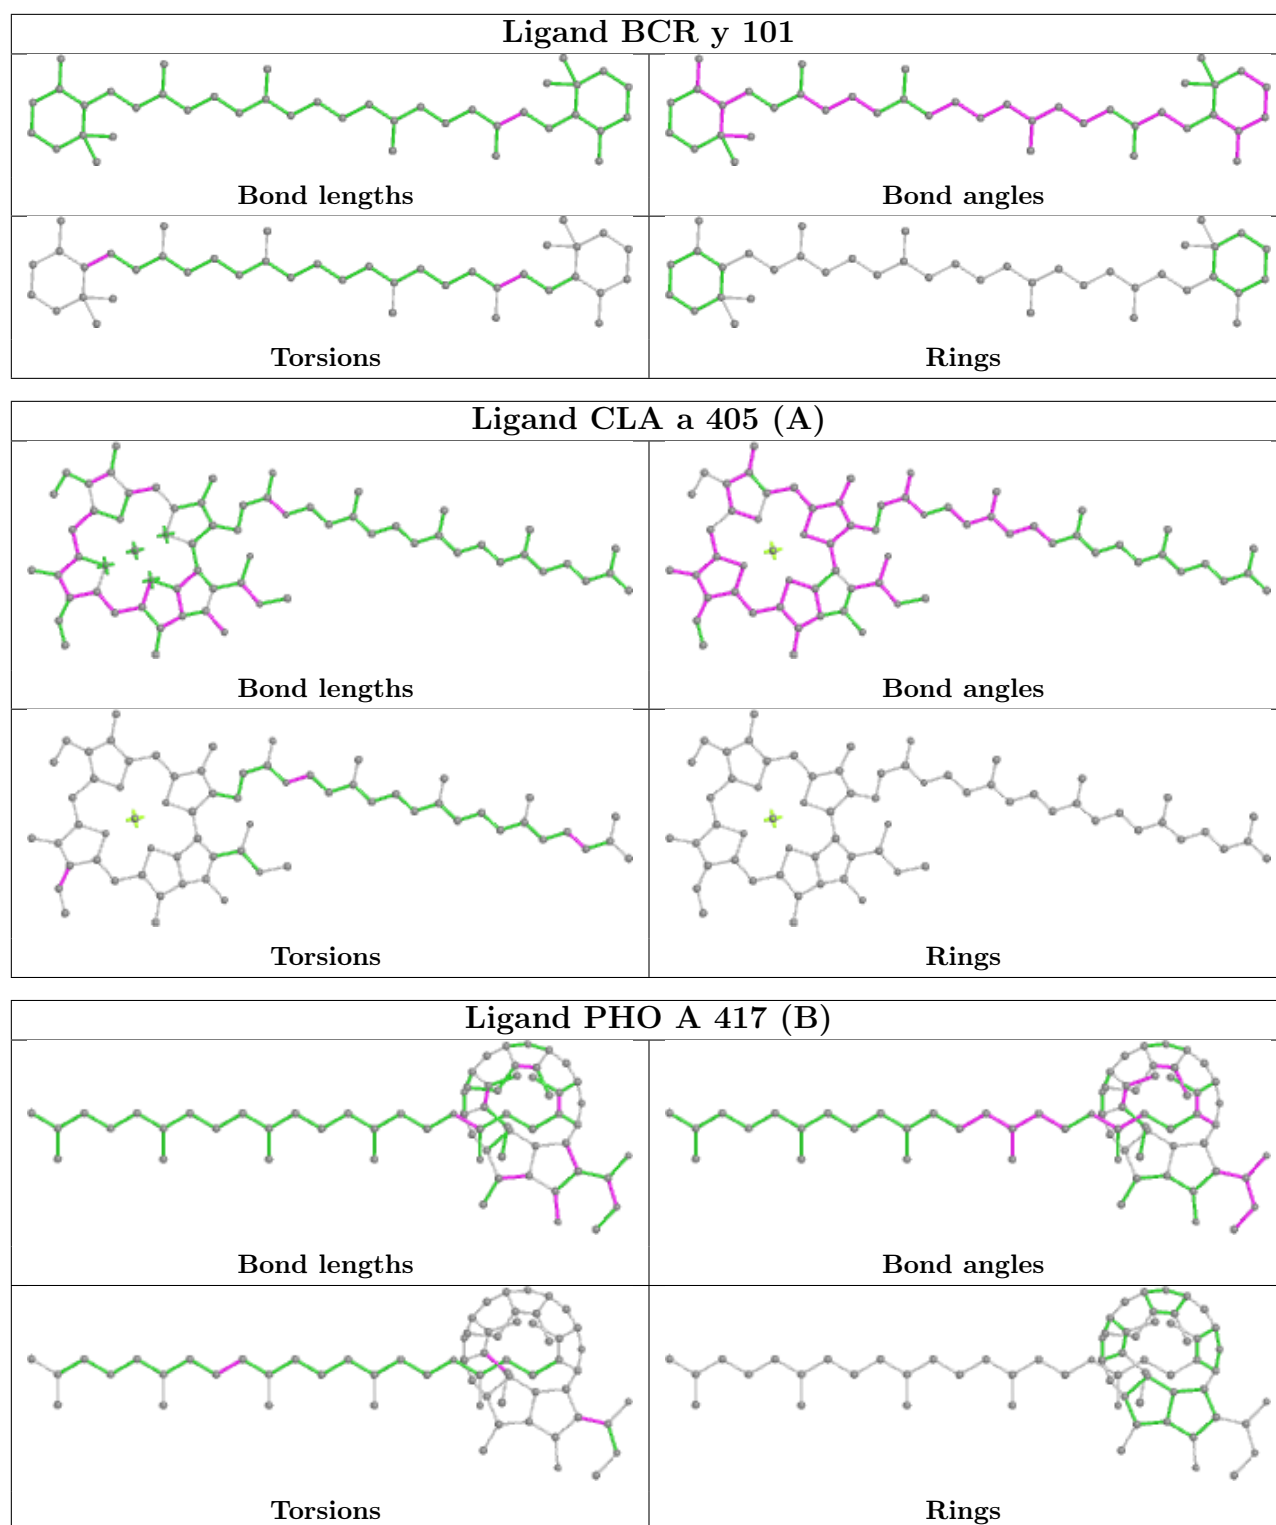 Ligand BCR y 101
Bond lengths
Bond angles
Torsions
Rings
Ligand CLA a 405 (A)
Bond lengths
Bond angles
Torsions
Rings
Ligand PHO A 417 (B)
Bond lengths
Bond angles
Torsions
Rings